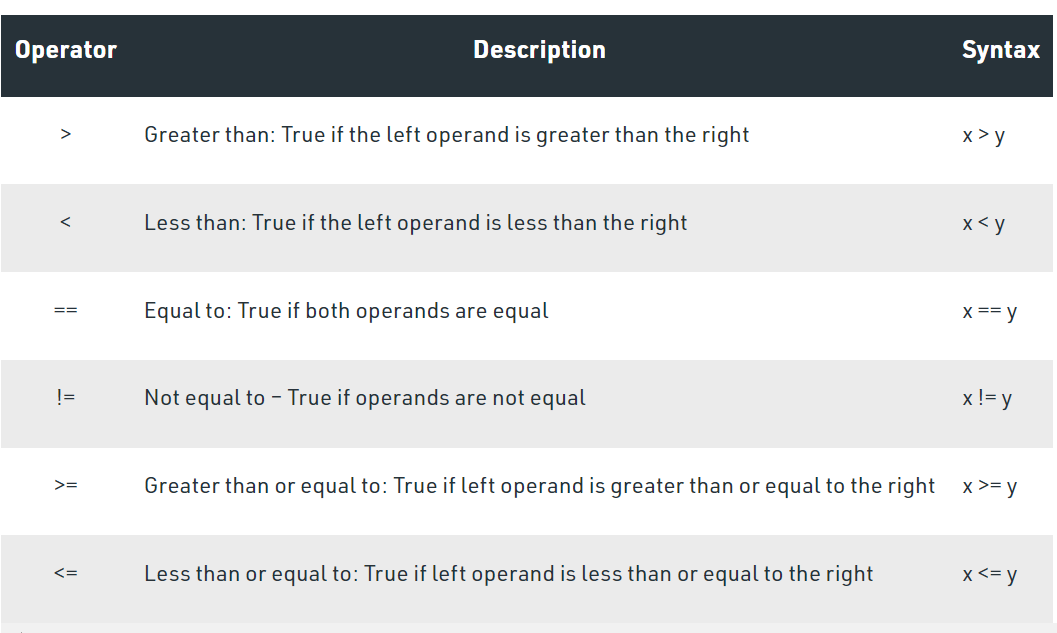 Operator Description Syntax
> Greater than: True if the left operand is greater than the right x > y
< Less than: True if the left operand is less than the right x < y
== Equal to: True if both operands are equal x == y
!= Not equal to – True if operands are not equal x != y
>= Greater than or equal to: True if left operand is greater than or equal to the right x >= y
<= Less than or equal to: True if left operand is less than or equal to the right x <= y